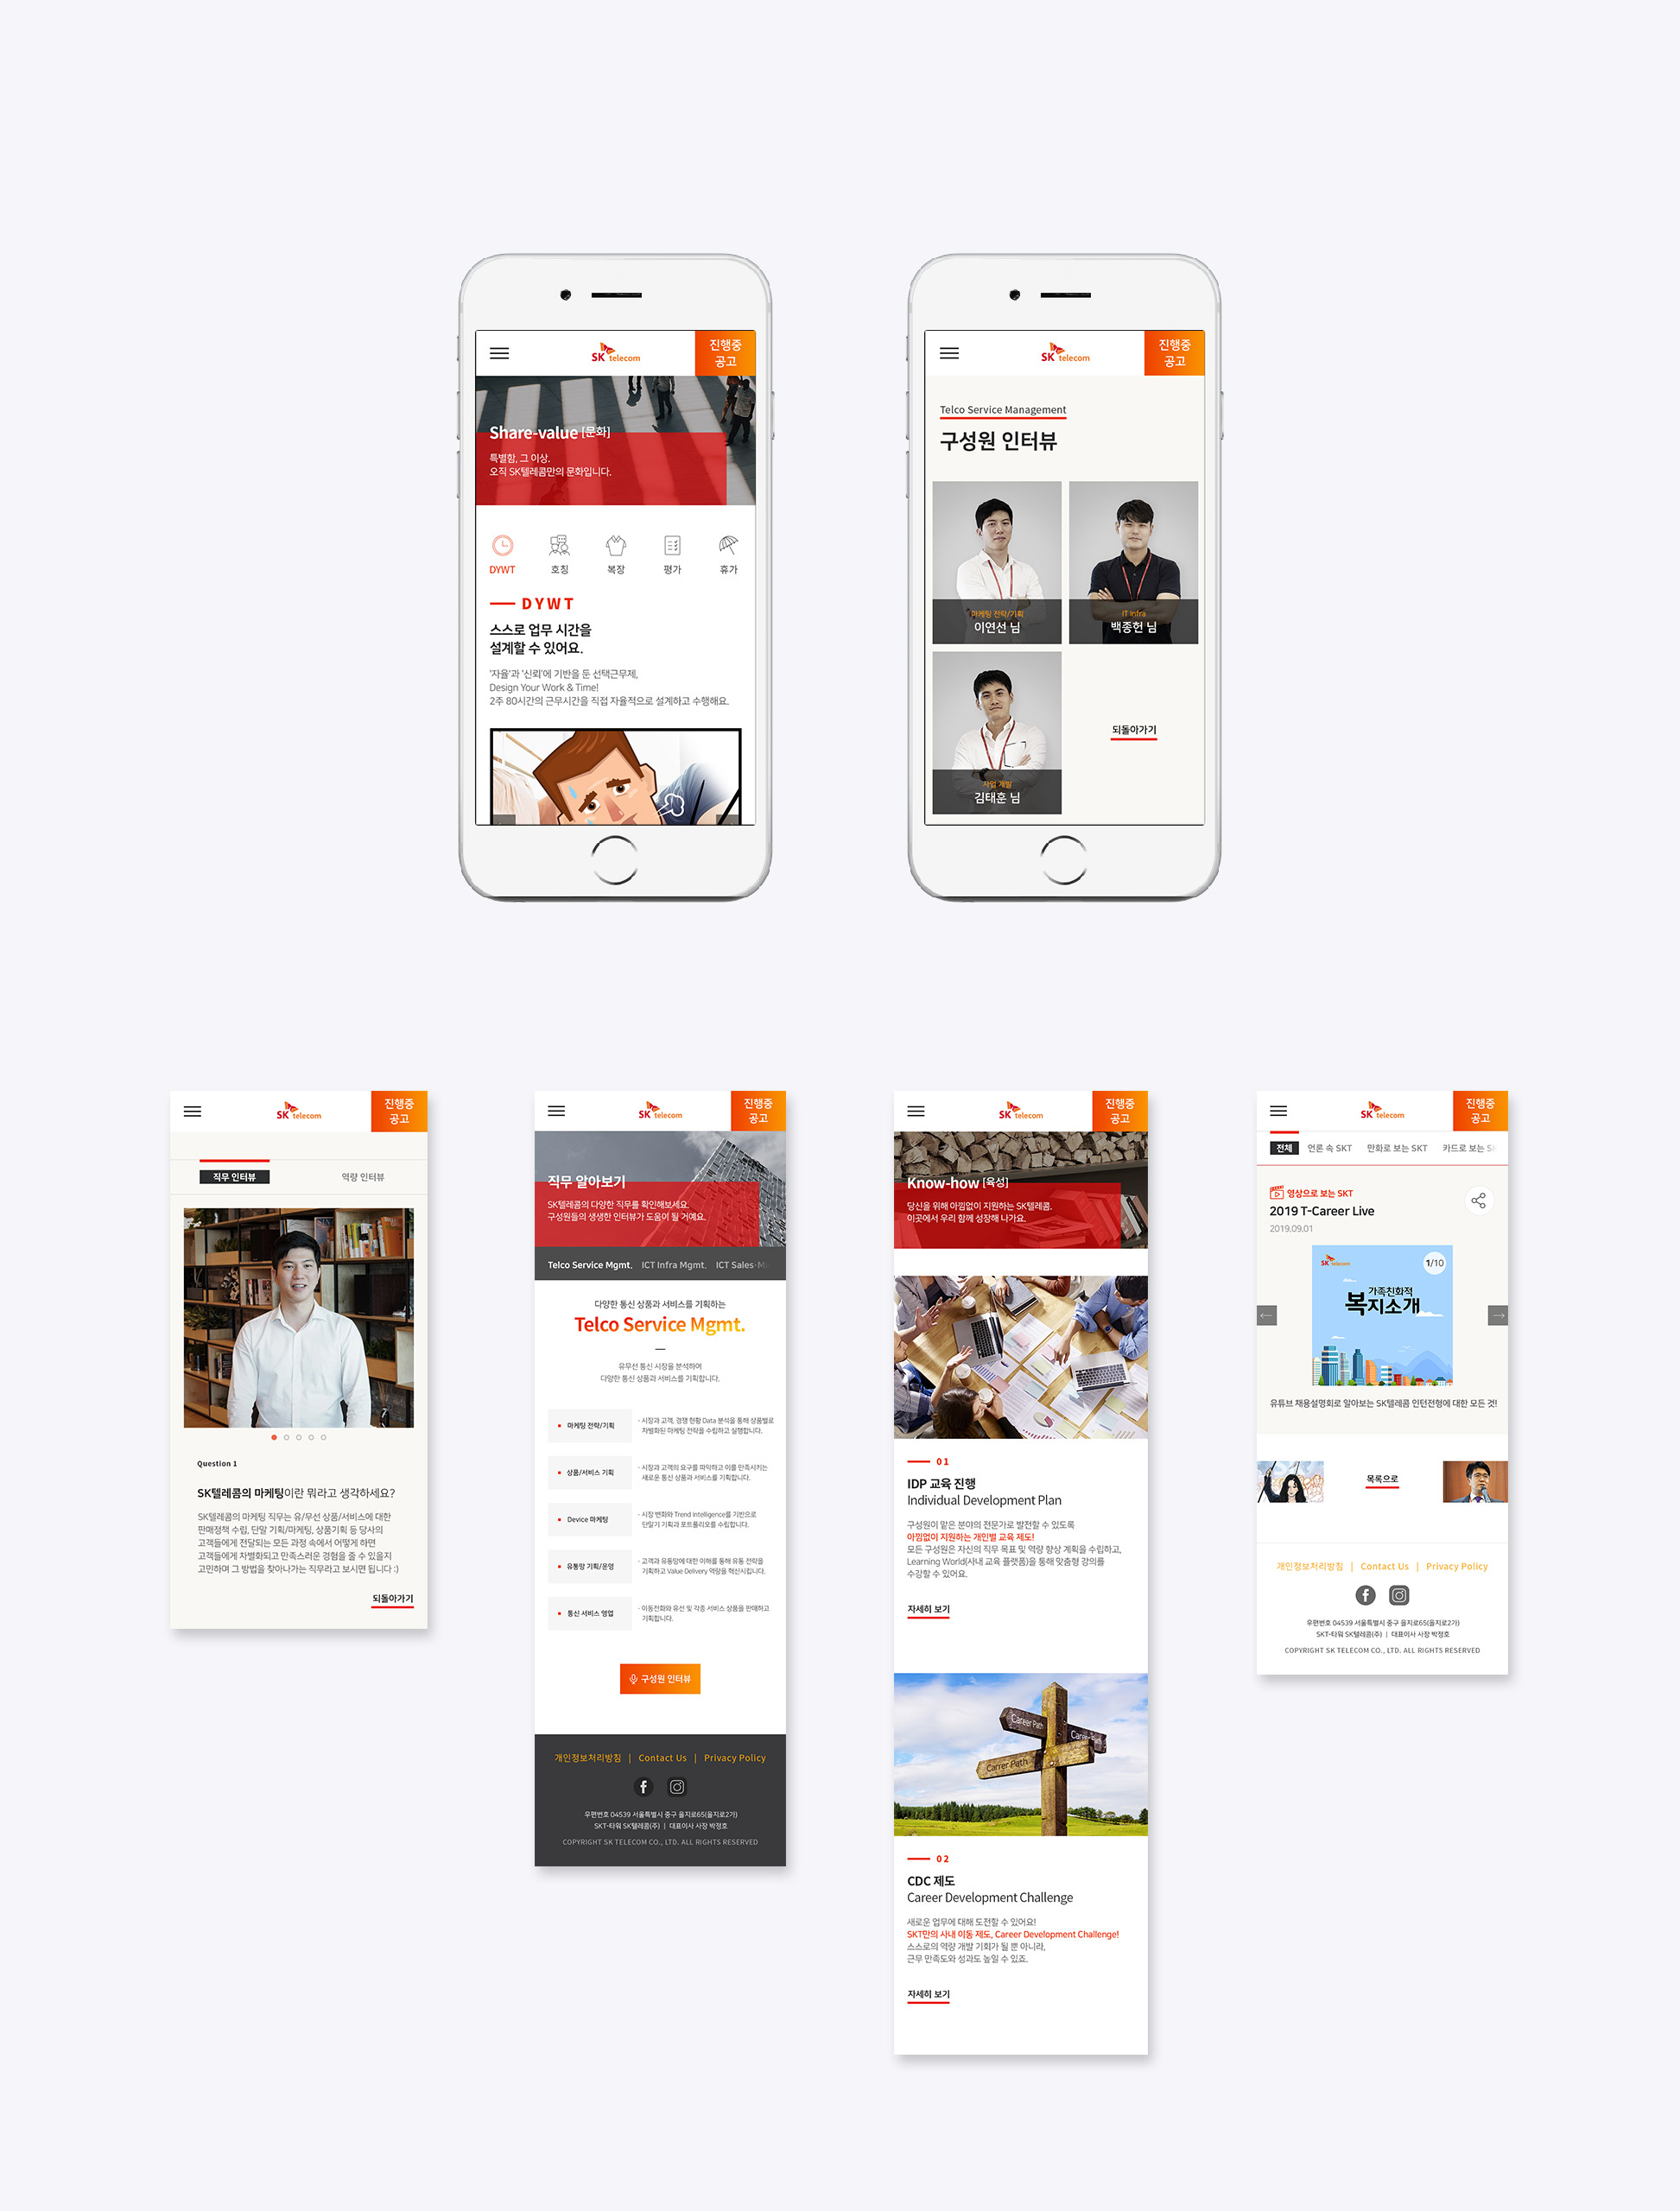 SK telecom
진행중
공고
Share-value [문화]
특별함, 그 이상.
오직 SK텔레콤만의 문화입니다.
DYWT
호칭
복장
평가
휴가
DYWT
스스로 업무 시간을
설계할 수 있어요.
'자율'과 '신뢰'에 기반을 둔 선택근무제,
Design Your Work & Time!
2주 80시간의 근무시간을 직접 자율적으로 설계하고 수행해요.
SK telecom
진행중
공고
Telco Service Management
구성원 인터뷰
마케팅 전략/기획
이연선 님
IT Infra
백종헌 님
사업 개발
김태훈 님
되돌아가기
SK telecom
진행중
공고
직무 인터뷰
역량 인터뷰
Question 1
SK텔레콤의 마케팅이란 뭐라고 생각하세요?
SK텔레콤의 마케팅 직무는 유/무선 상품/서비스에 대한
판매정책 수립, 단말 기획/마케팅, 상품기획 등 당사의
고객들에게 전달되는 모든 과정 속에서 어떻게 하면
고객들에게 차별화되고 만족스러운 경험을 줄 수 있을지
고민하며 그 방법을 찾아나가는 직무라고 보시면 됩니다 :)
되돌아가기
SK telecom
진행중
공고
직무 알아보기
SK텔레콤의 다양한 직무를 확인해보세요.
구성원들의 생생한 인터뷰가 도움이 될 거예요.
Telco Service Mgmt.
ICT Infra Mgmt.
ICT Sales·M
다양한 통신 상품과 서비스를 기획하는
Telco Service Mgmt.
유무선 통신 시장을 분석하여
다양한 통신 상품과 서비스를 기획합니다.
마케팅 전략/기획
- 시장과 고객, 경쟁 현황 Data 분석을 통해 상품별로
차별화된 마케팅 전략을 수립하고 실행합니다.
상품/서비스 기획
- 시장과 고객의 요구를 파악하고 이를 만족시키는
새로운 통신 상품과 서비스를 기획합니다.
Device 마케팅
- 시장 변화와 Trend Intelligence를 기반으로
단말기 기획과 포트폴리오를 수립합니다.
유통망 기획/운영
- 고객과 유통망에 대한 이해를 통해 유통 전략을
기획하고 Value Delivery 역량을 혁신시킵니다.
통신 서비스 영업
- 이동전화와 유선 및 각종 서비스 상품을 판매하고
기획합니다.
구성원 인터뷰
개인정보처리방침 | Contact Us | Privacy Policy
우편번호 04539 서울특별시 중구 을지로65(을지로2가)
SKT-타워 SK텔레콤(주) | 대표이사 사장 박정호
COPYRIGHT SK TELECOM CO., LTD. ALL RIGHTS RESERVED
SK telecom
진행중
공고
Know-how [육성]
당신을 위해 아낌없이 지원하는 SK텔레콤.
이곳에서 우리 함께 성장해 나가요.
01
IDP 교육 진행
Individual Development Plan
구성원이 맡은 분야의 전문가로 발전할 수 있도록
아낌없이 지원하는 개인별 교육 제도!
모든 구성원은 자신의 직무 목표 및 역량 향상 계획을 수립하고,
Learning World(사내 교육 플랫폼)을 통해 맞춤형 강의를
수강할 수 있어요.
자세히 보기
Career Path
Career P
Carrer Path
02
CDC 제도
Career Development Challenge
새로운 업무에 대해 도전할 수 있어요!
SKT만의 사내 이동 제도, Career Development Challenge!
스스로의 역량 개발 기회가 될 뿐 아니라,
근무 만족도와 성과도 높일 수 있죠.
자세히 보기
SK telecom
진행중
공고
전체
언론 속 SKT
만화로 보는 SKT
카드로 보는 SK
영상으로 보는 SKT
2019 T-Career Live
2019.09.01
SK telecom
1/10
가족친화적
복지소개
유튜브 채용설명회로 알아보는 SK텔레콤 인턴전형에 대한 모든 것!
목록으로
개인정보처리방침 | Contact Us | Privacy Policy
우편번호 04539 서울특별시 중구 을지로65(을지로2가)
SKT-타워 SK텔레콤(주) | 대표이사 사장 박정호
COPYRIGHT SK TELECOM CO., LTD. ALL RIGHTS RESERVED